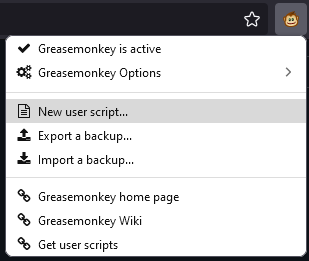 Greasemonkey is active
Greasemonkey Options
New user script...
Export a backup...
Import a backup...
Greasemonkey home page
Greasemonkey Wiki
Get user scripts